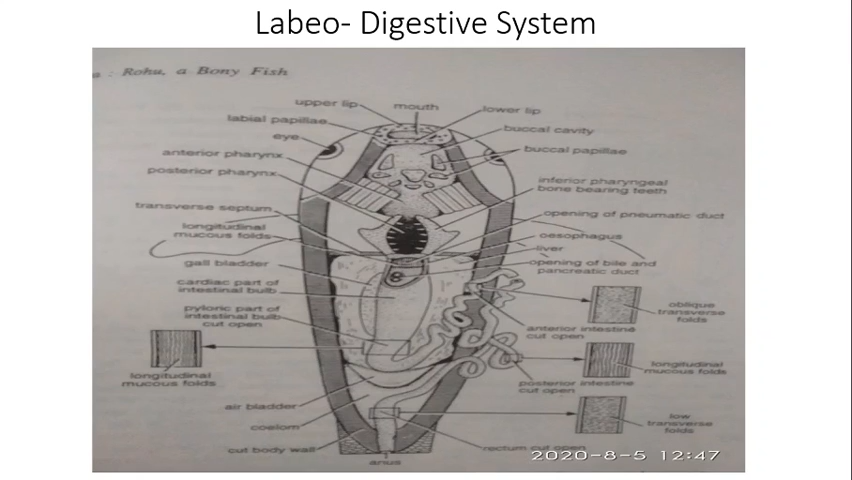 Labeo- Digestive System
: Rohu, a Bony Fish
upper lip
mouth
lower lip
labial papillae
buccal cavity
eye
buccal papillae
anterior pharynx
posterior pharynx
inferior pharyngeal
bone bearing teeth
transverse septum
opening of pneumatic duct
longitudinal
mucous folds
oesophagus
liver
gall bladder
opening of bile and
pancreatic duct
cardiac part of
intestinal bulb
oblique
transverse
folds
pyloric part of
intestinal bulb
cut open
anterior intestine
cut open
longitudinal
mucous folds
longitudinal
mucous folds
posterior intestine
cut open
air bladder
low
transverse
folds
coelom
cut body wall
rectum cut open
anus
2020-8-5 12:47